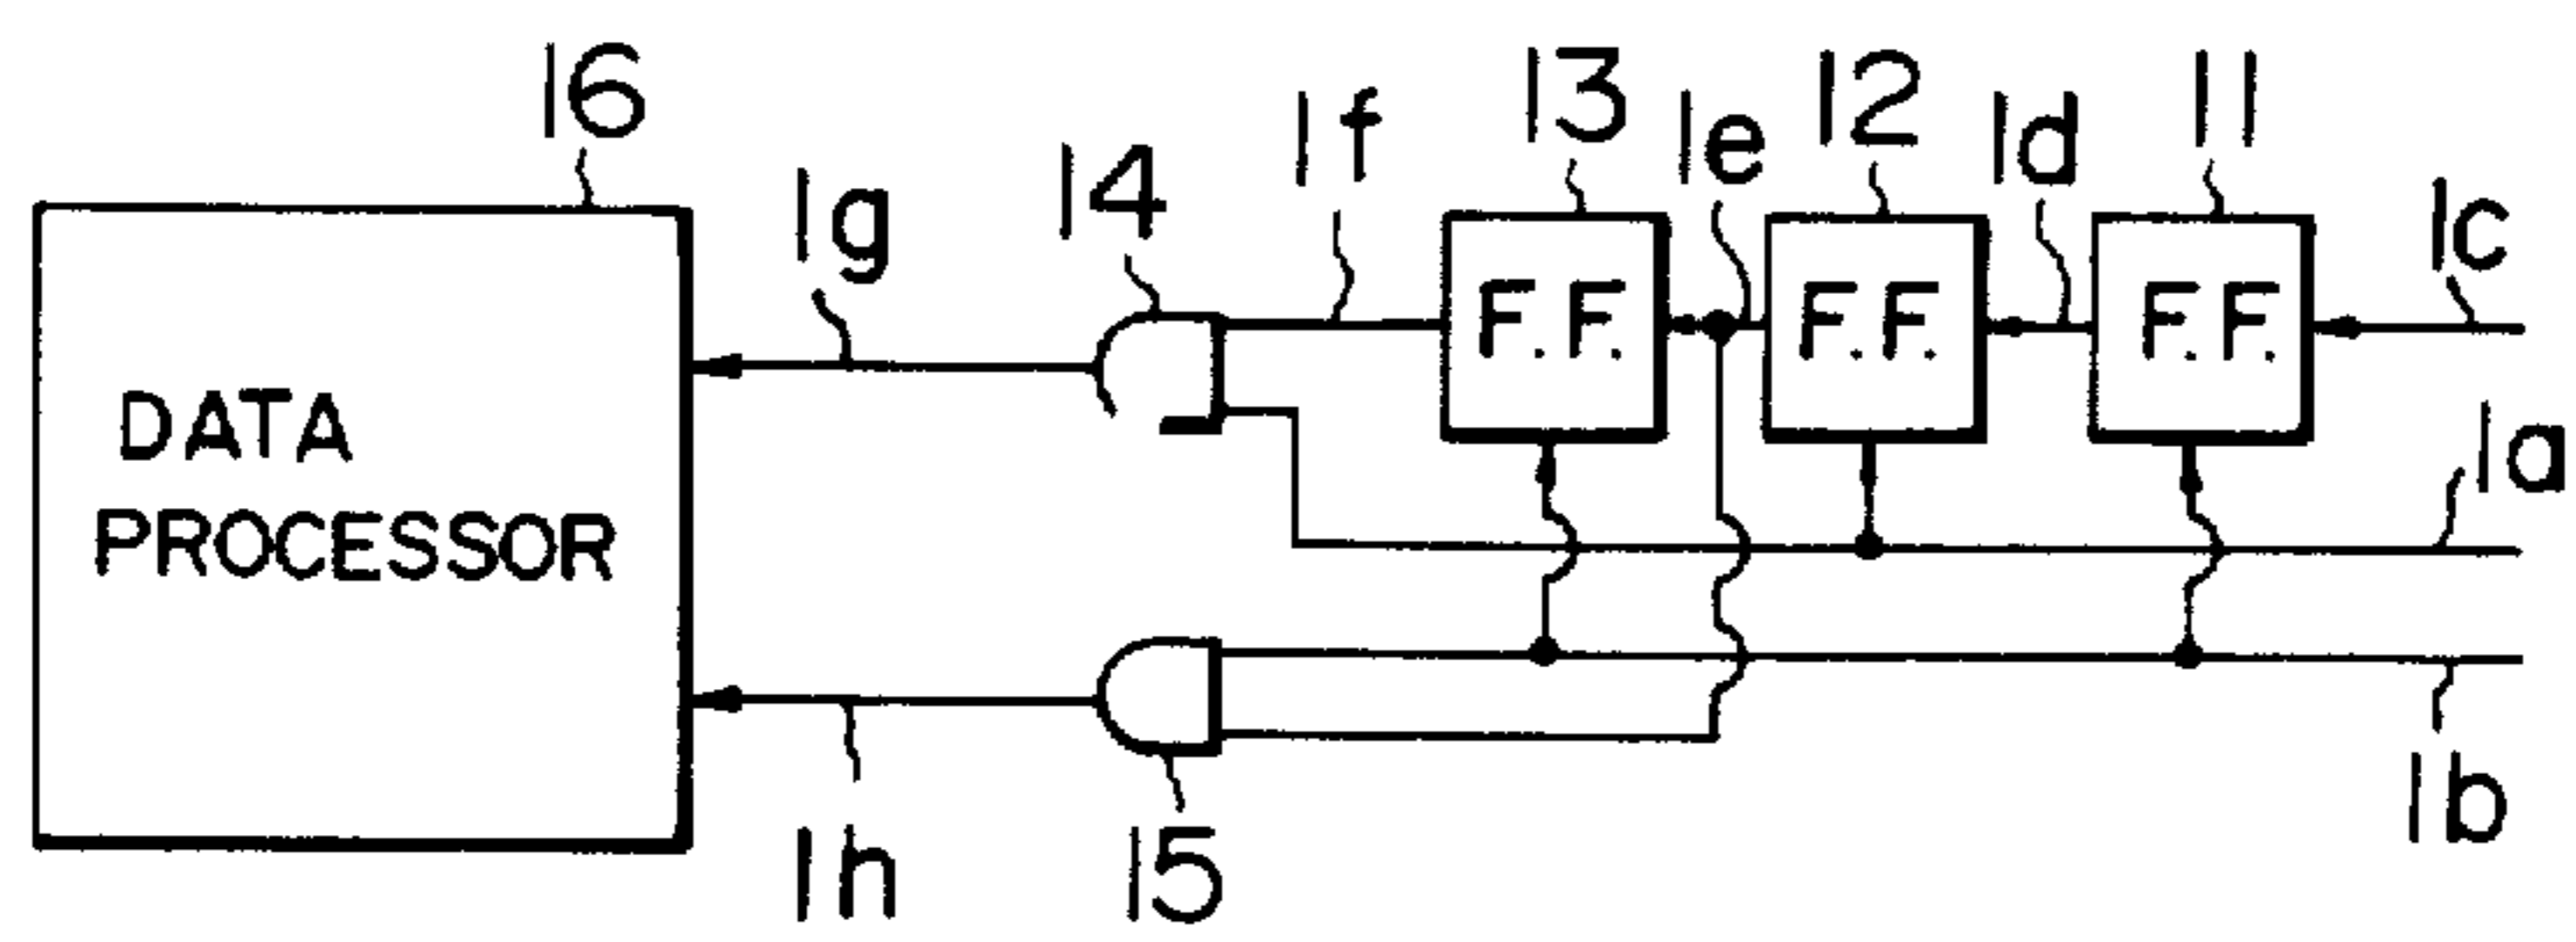 16
1g
14
1f
13
1e
12
1d
11
1c
F.F.
F.F.
F.F.
DATA
PROCESSOR
1a
1b
1h
15